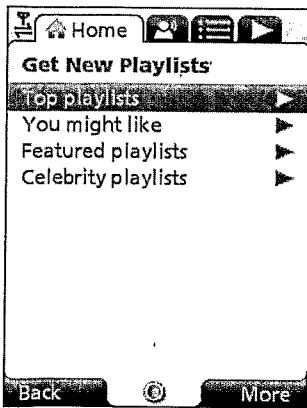 Home
Get New Playlists
Top playlists
You might like
Featured playlists
Celebrity playlists
Back
More